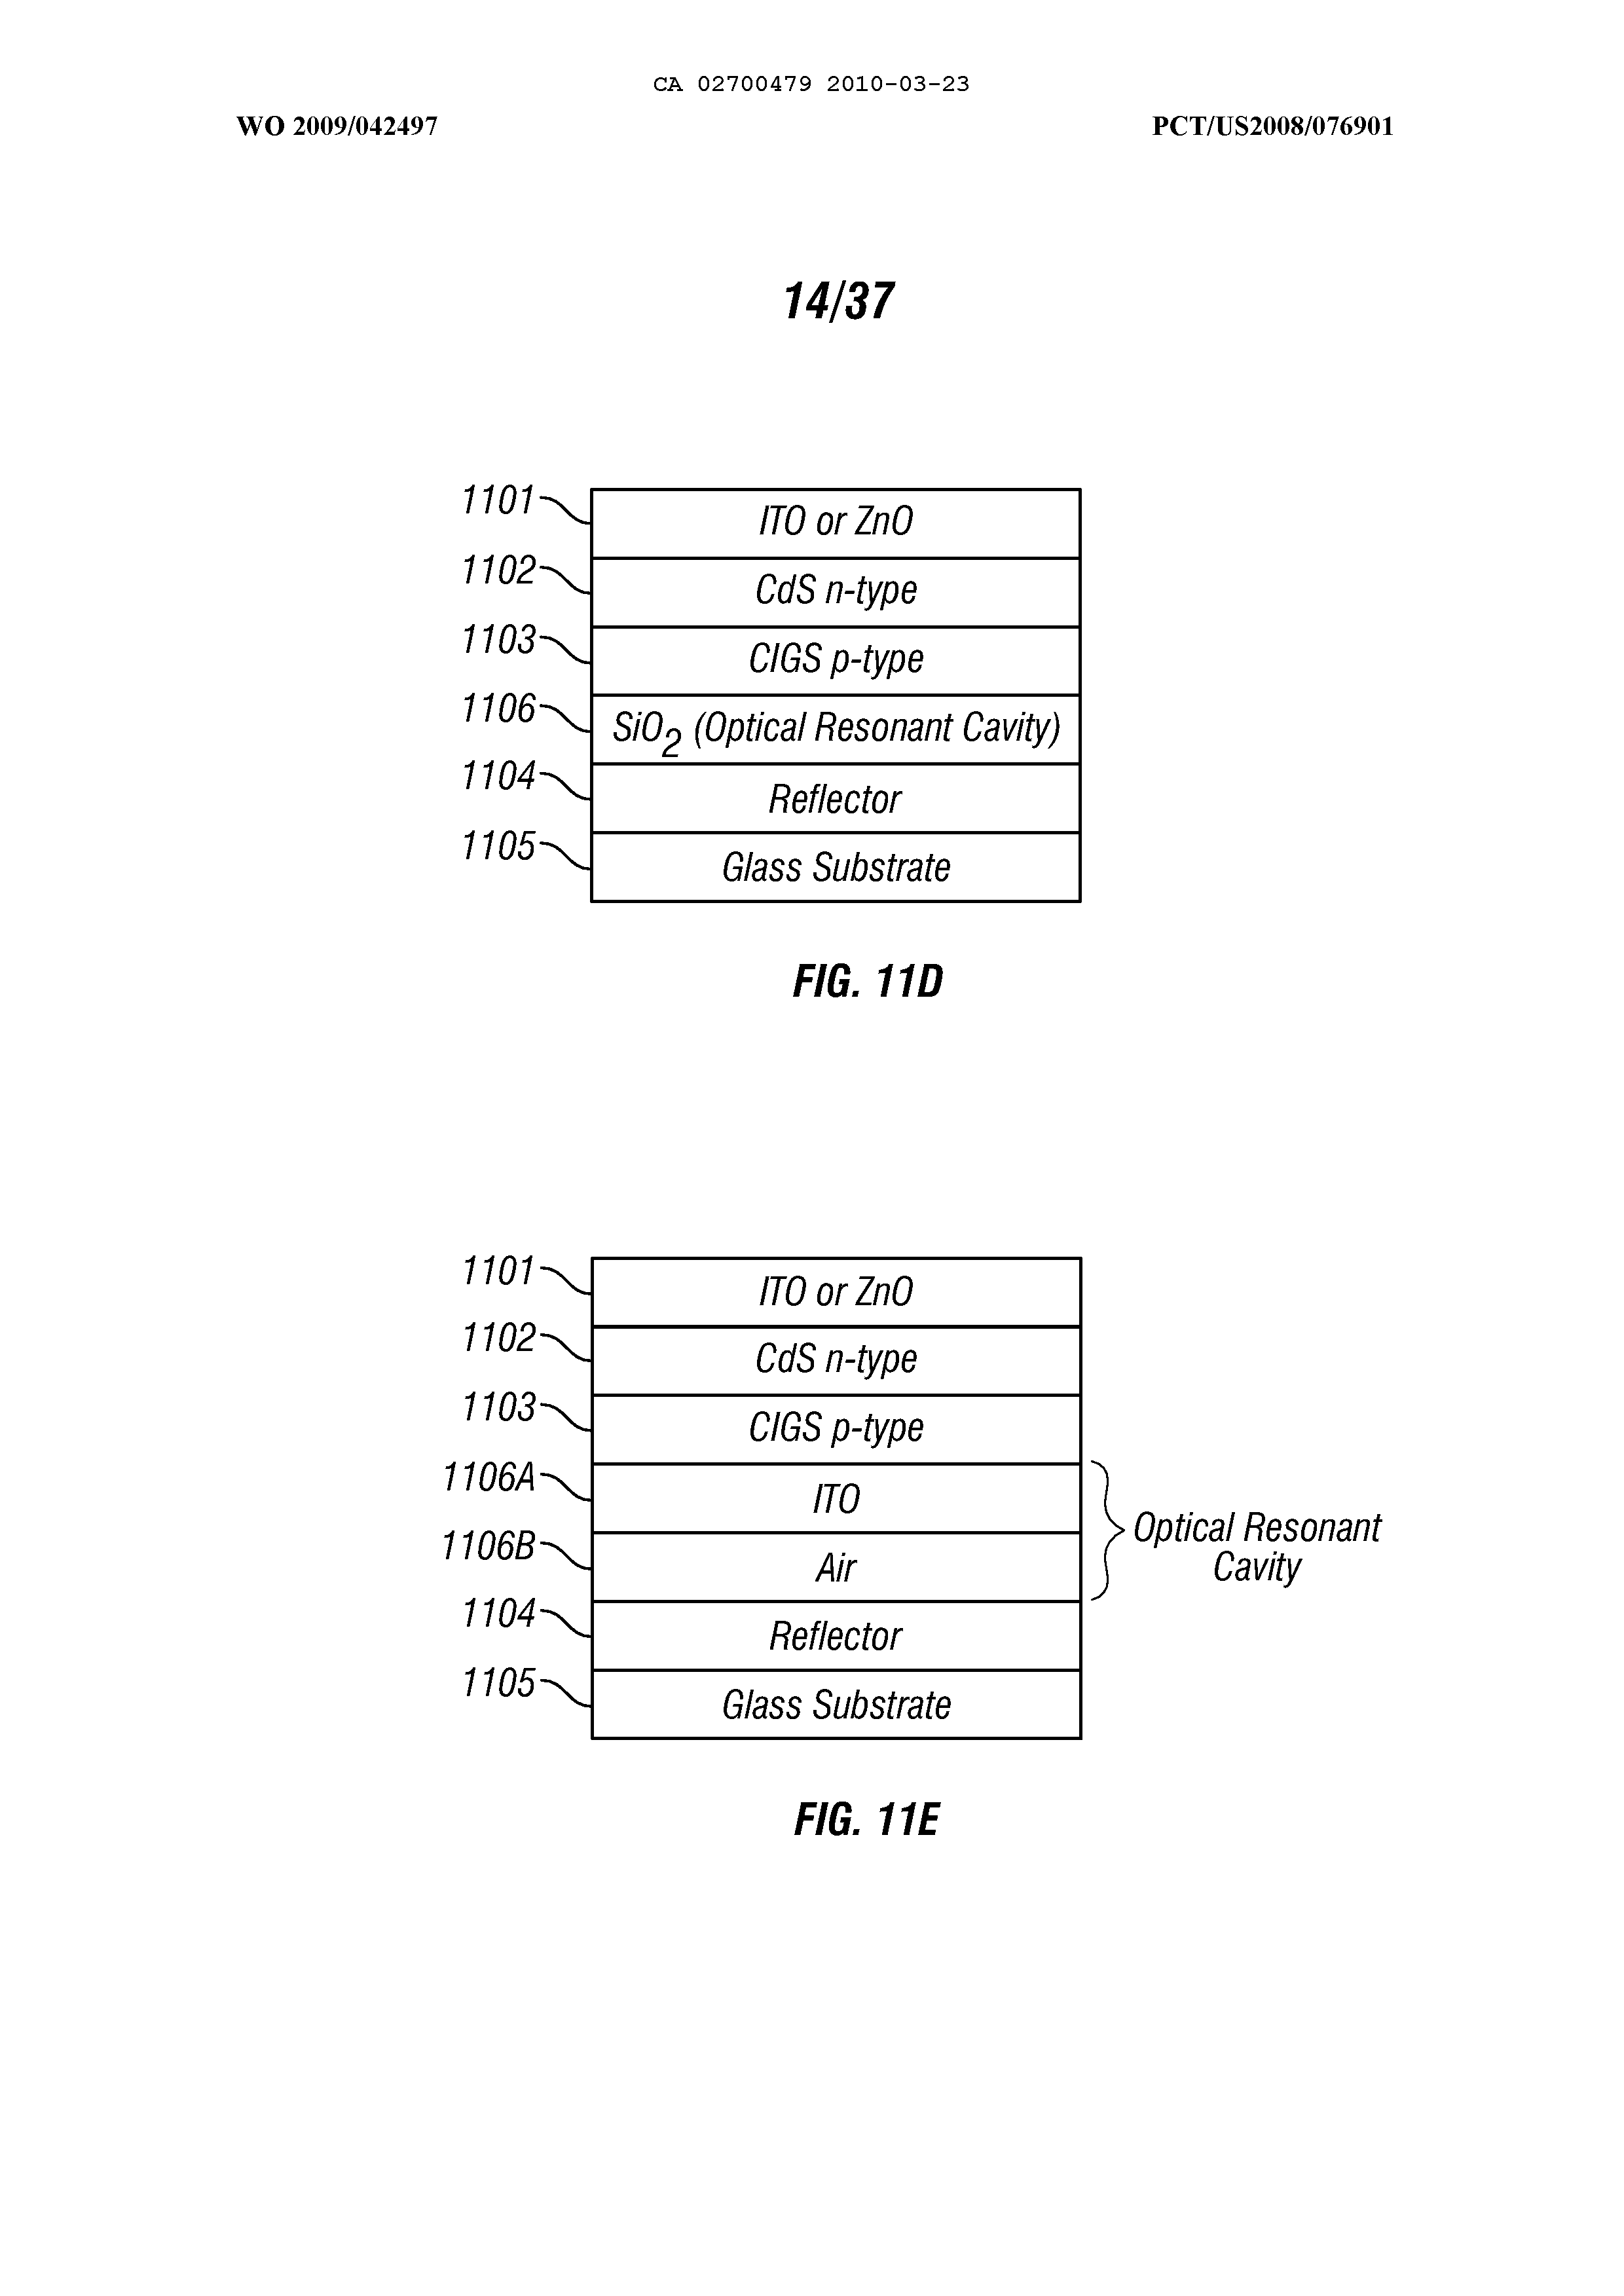 CA 02700479 2010-03-23
WO 2009/042497 PCT/US2008/076901
14/37
1101 ITO or ZnO
1102 CdS n-type
1103 CIGS p-type
1106 SiO2 (Optical Resonant Cavity)
1104 Reflector
1105 Glass Substrate
FIG. 11D
1101 ITO or ZnO
1102 CdS n-type
1103 CIGS p-type
1106A ITO
1106B Air
Optical Resonant
Cavity
1104 Reflector
1105 Glass Substrate
FIG. 11E